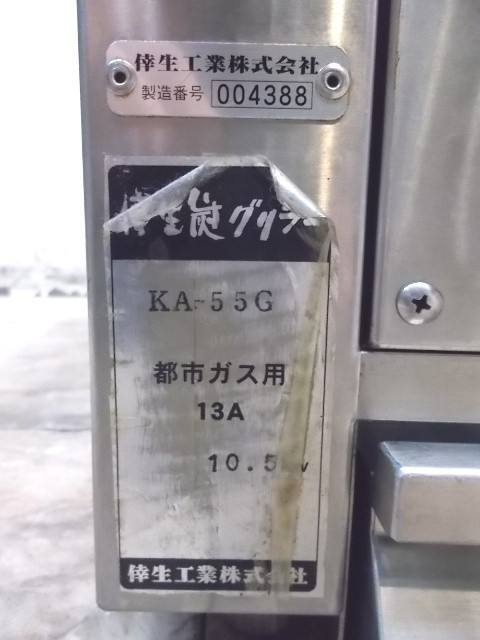 倖生工業株式会社
製造番号 004388
倖生炭グリラー
KA-55G
都市ガス用
13A
10.5
倖生工業株式会社